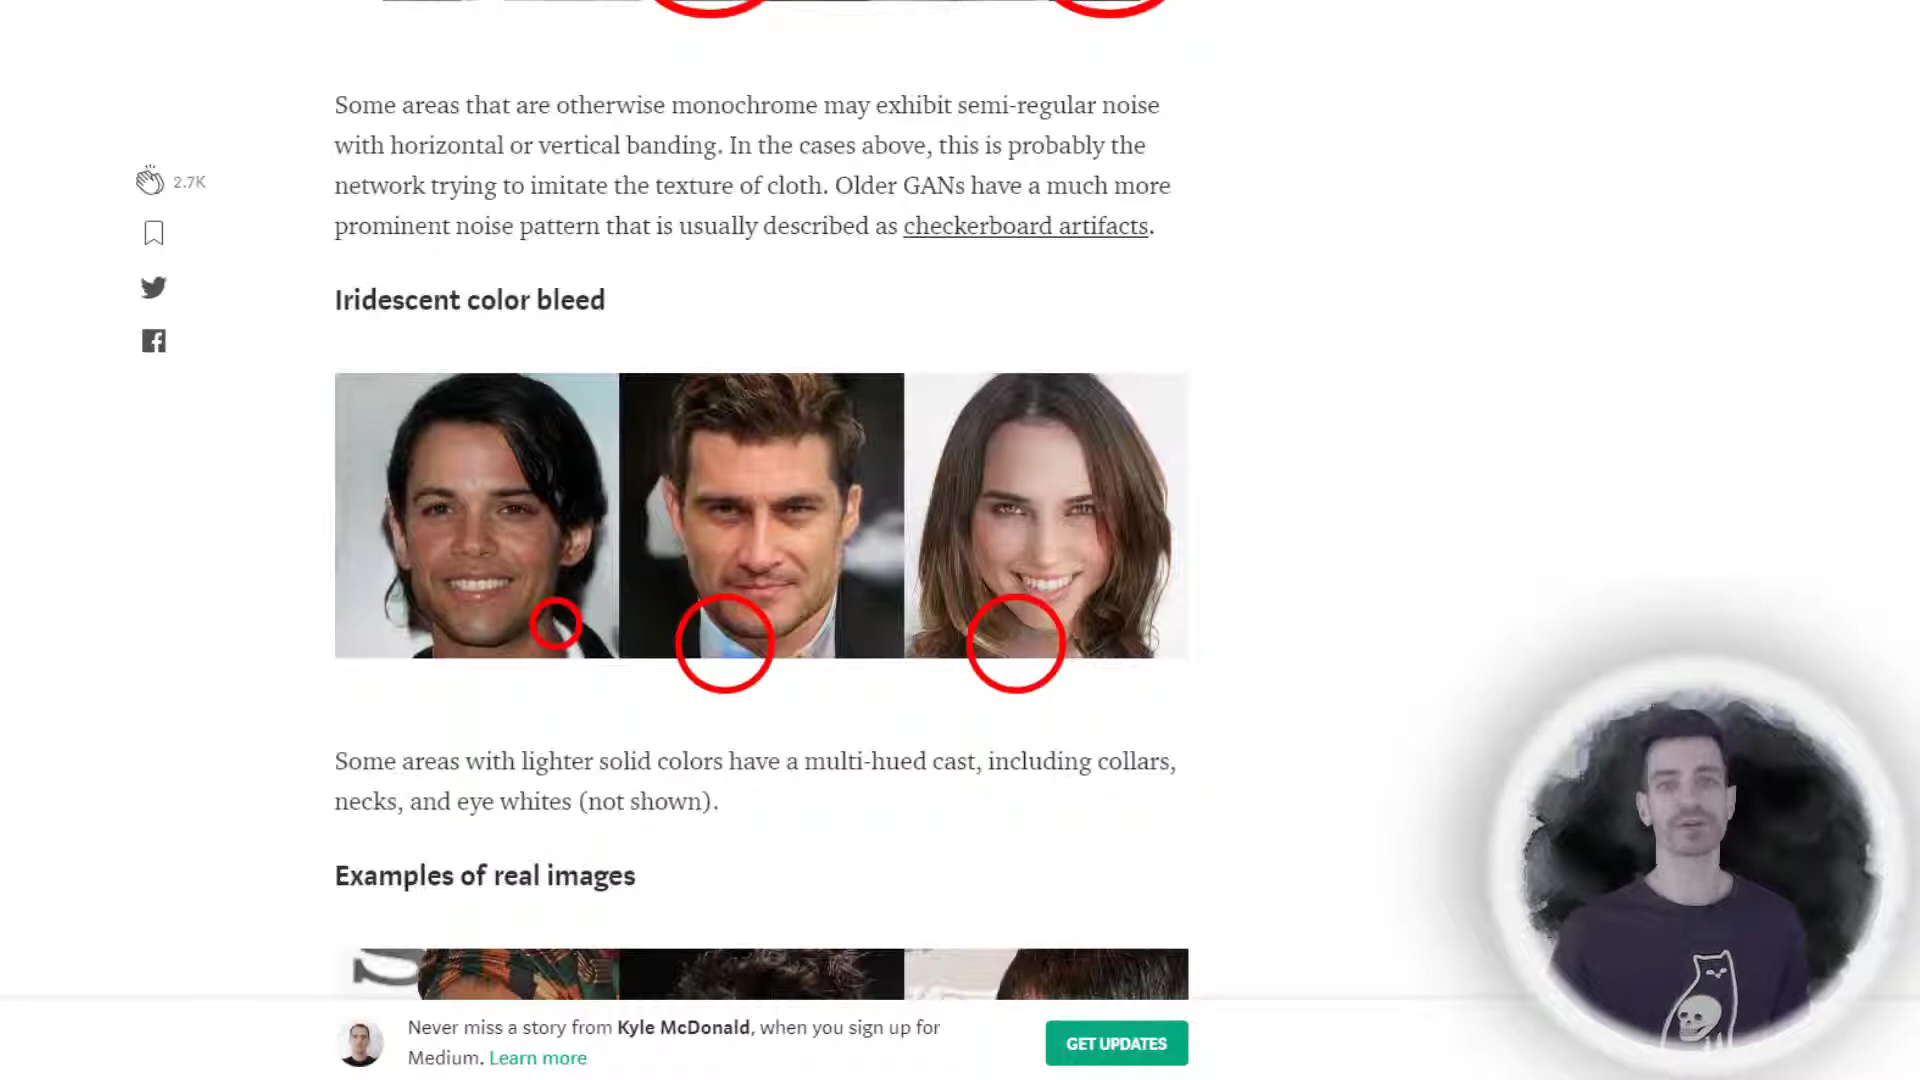 Some areas that are otherwise monochrome may exhibit semi-regular noise
with horizontal or vertical banding. In the cases above, this is probably the
network trying to imitate the texture of cloth. Older GANs have a much more
prominent noise pattern that is usually described as checkerboard artifacts.
2.7K
Iridescent color bleed
Some areas with lighter solid colors have a multi-hued cast, including collars,
necks, and eye whites (not shown).
Examples of real images
Never miss a story from Kyle McDonald, when you sign up for
Medium. Learn more
GET UPDATES